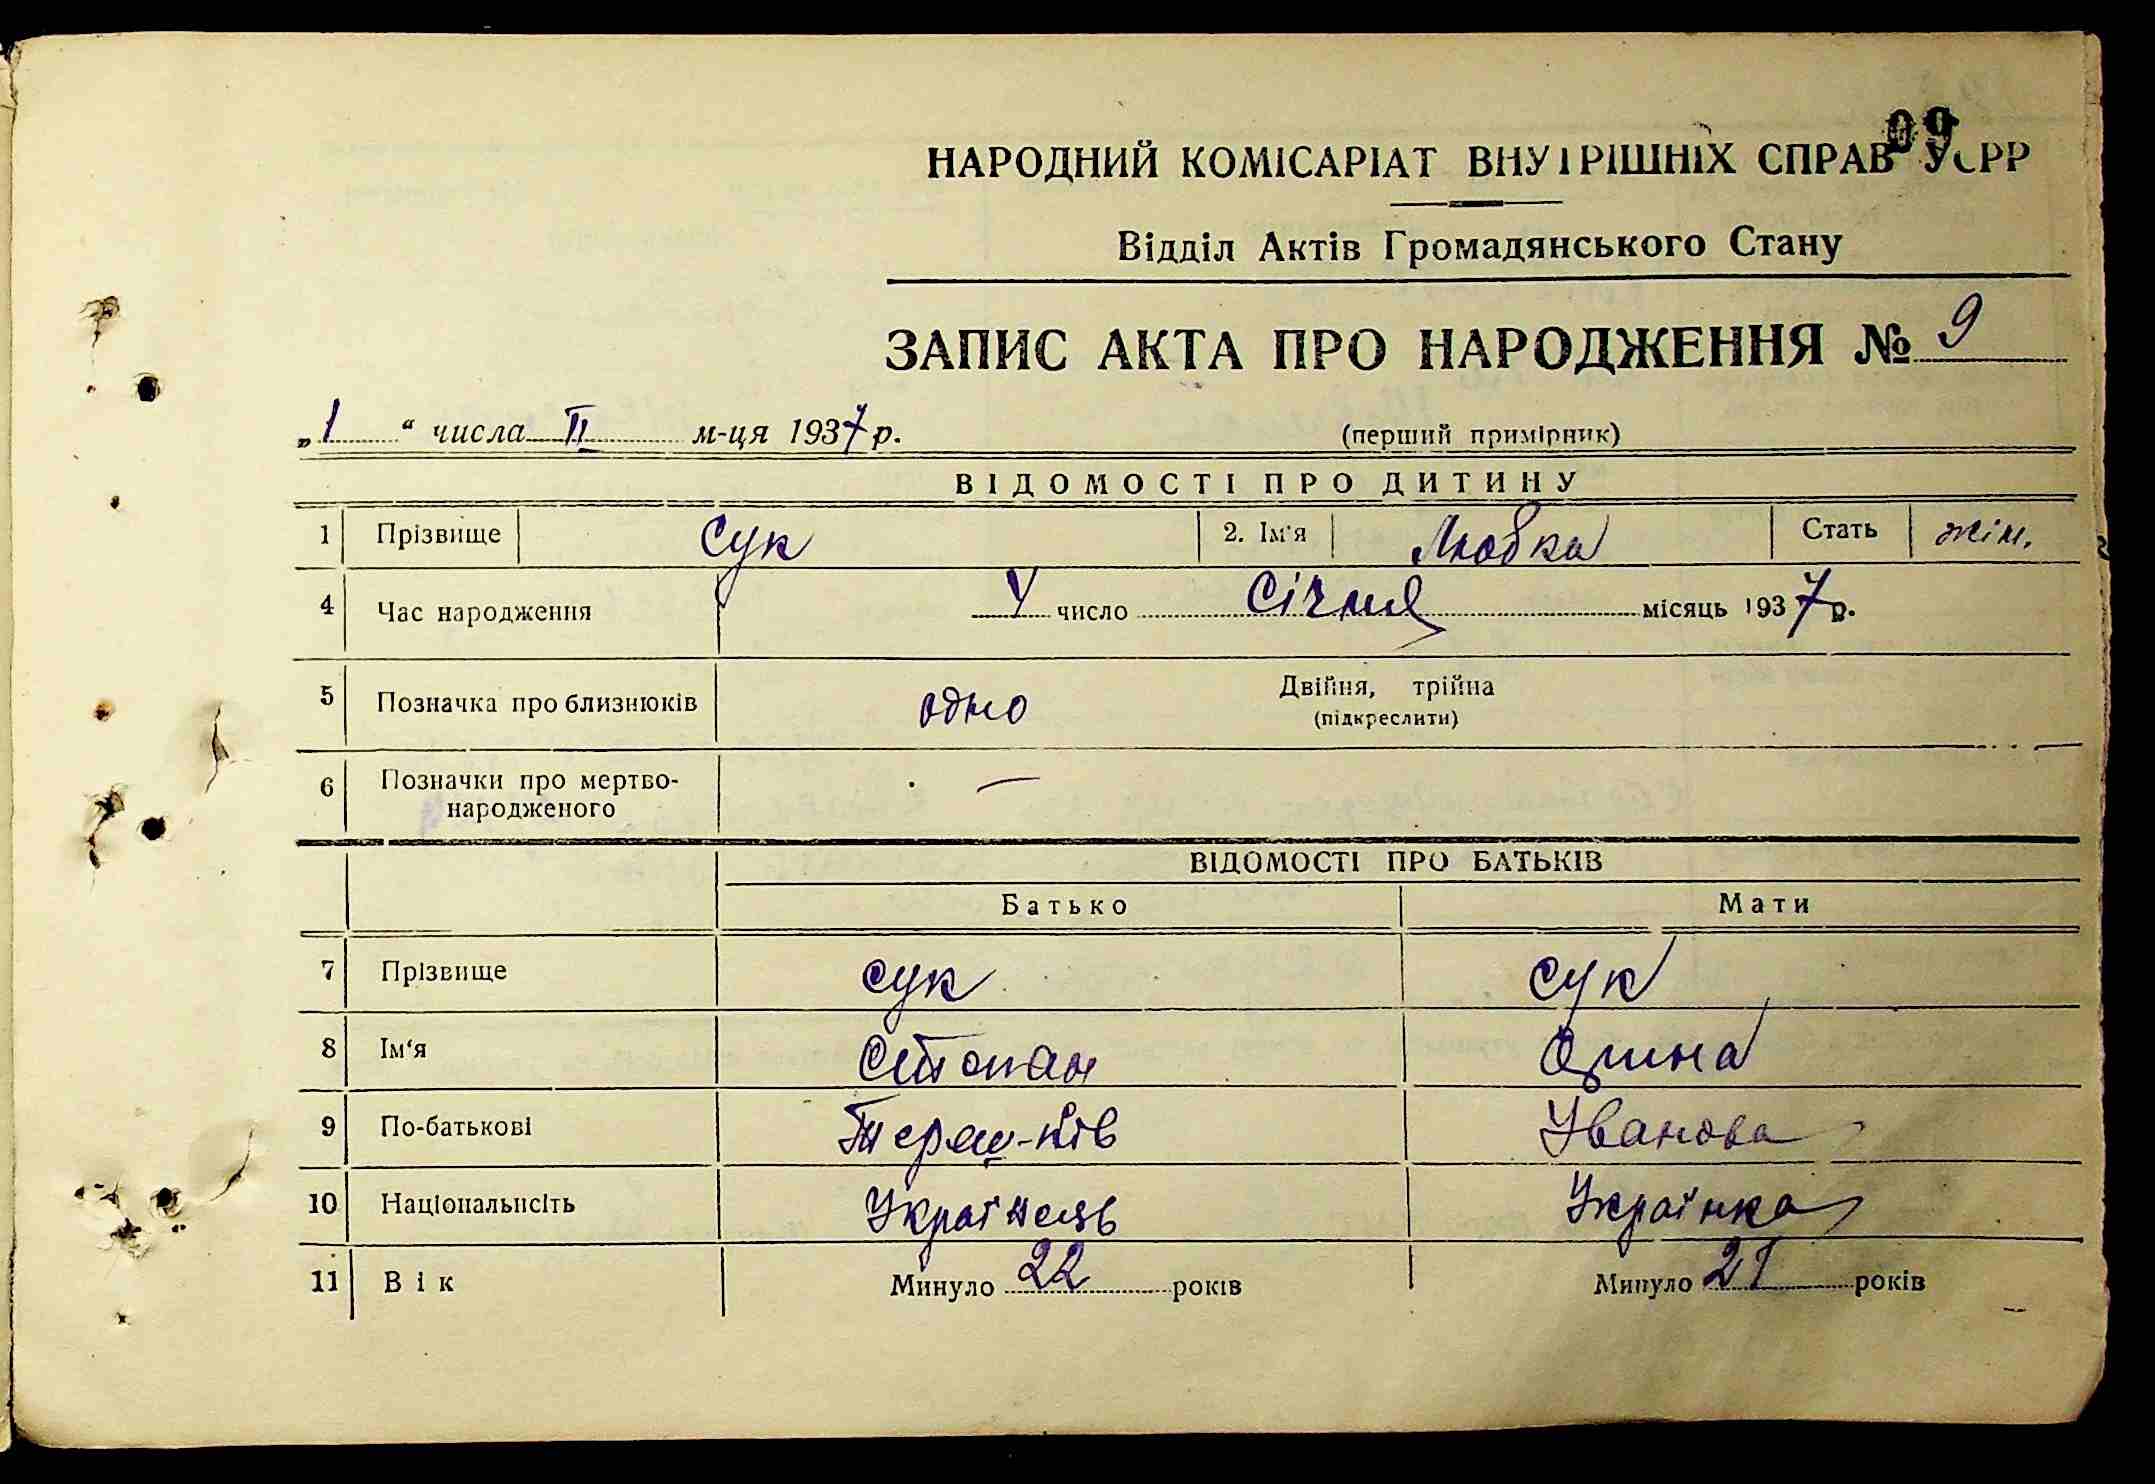 09
НАРОДНИЙ КОМІСАРІАТ ВНУТРІШНІХ СПРАВ УСРР
Відділ Актів Громадянського Стану
ЗАПИС АКТА ПРО НАРОДЖЕННЯ № 9
„1“ числа II м-ця 1937 р.
(перший примірник)
ВІДОМОСТІ ПРО ДИТИНУ
1 Прізвище Сук 2. Ім'я Любка Стать жін.
4 Час народження 4 число Січня місяць 1937 р.
5 Позначка про близнюків одно Двійня, трійна
(підкреслити)
6 Позначки про мертво-
народженого —
ВІДОМОСТІ ПРО БАТЬКІВ
Батько Мати
7 Прізвище Сук Сук
8 Ім'я Стопан Орина
9 По-батькові Іванова
10 Національність Українець Українка
11 Вік Минуло 22 років Минуло 21 років